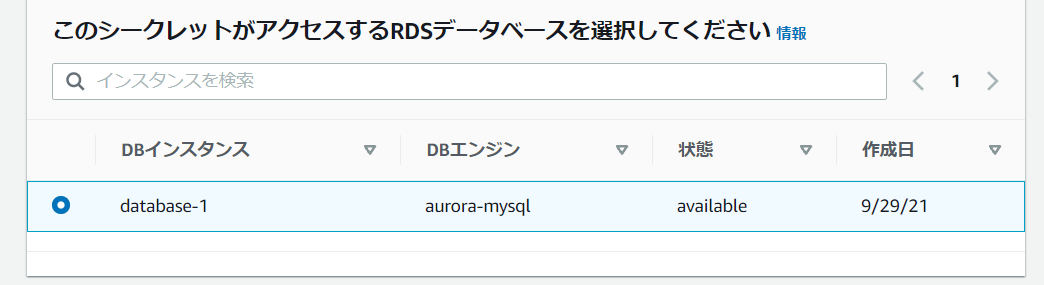 このシークレットがアクセスするRDSデータベースを選択してください 情報
インスタンスを検索 1
DBインスタンス DBエンジン 状態 作成日
database-1 aurora-mysql available 9/29/21